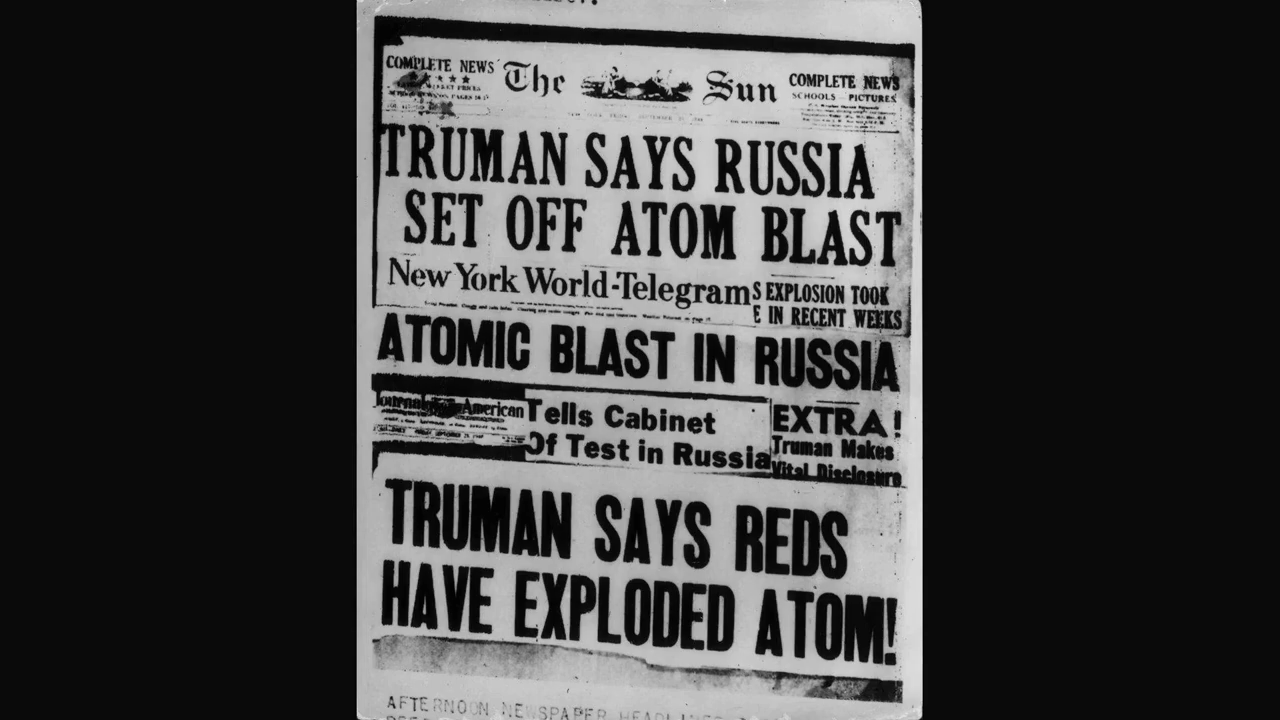 COMPLETE NEWS
The Sun
COMPLETE NEWS
SCHOOLS PICTURES
TRUMAN SAYS RUSSIA
SET OFF ATOM BLAST
New York World-Telegram
S EXPLOSION TOOK
E IN RECENT WEEKS
ATOMIC BLAST IN RUSSIA
Journal American
Tells Cabinet
Of Test in Russia
EXTRA!
Truman Makes
Vital Disclosure
TRUMAN SAYS REDS
HAVE EXPLODED ATOM!
AFTERNOON NEWSPAPER